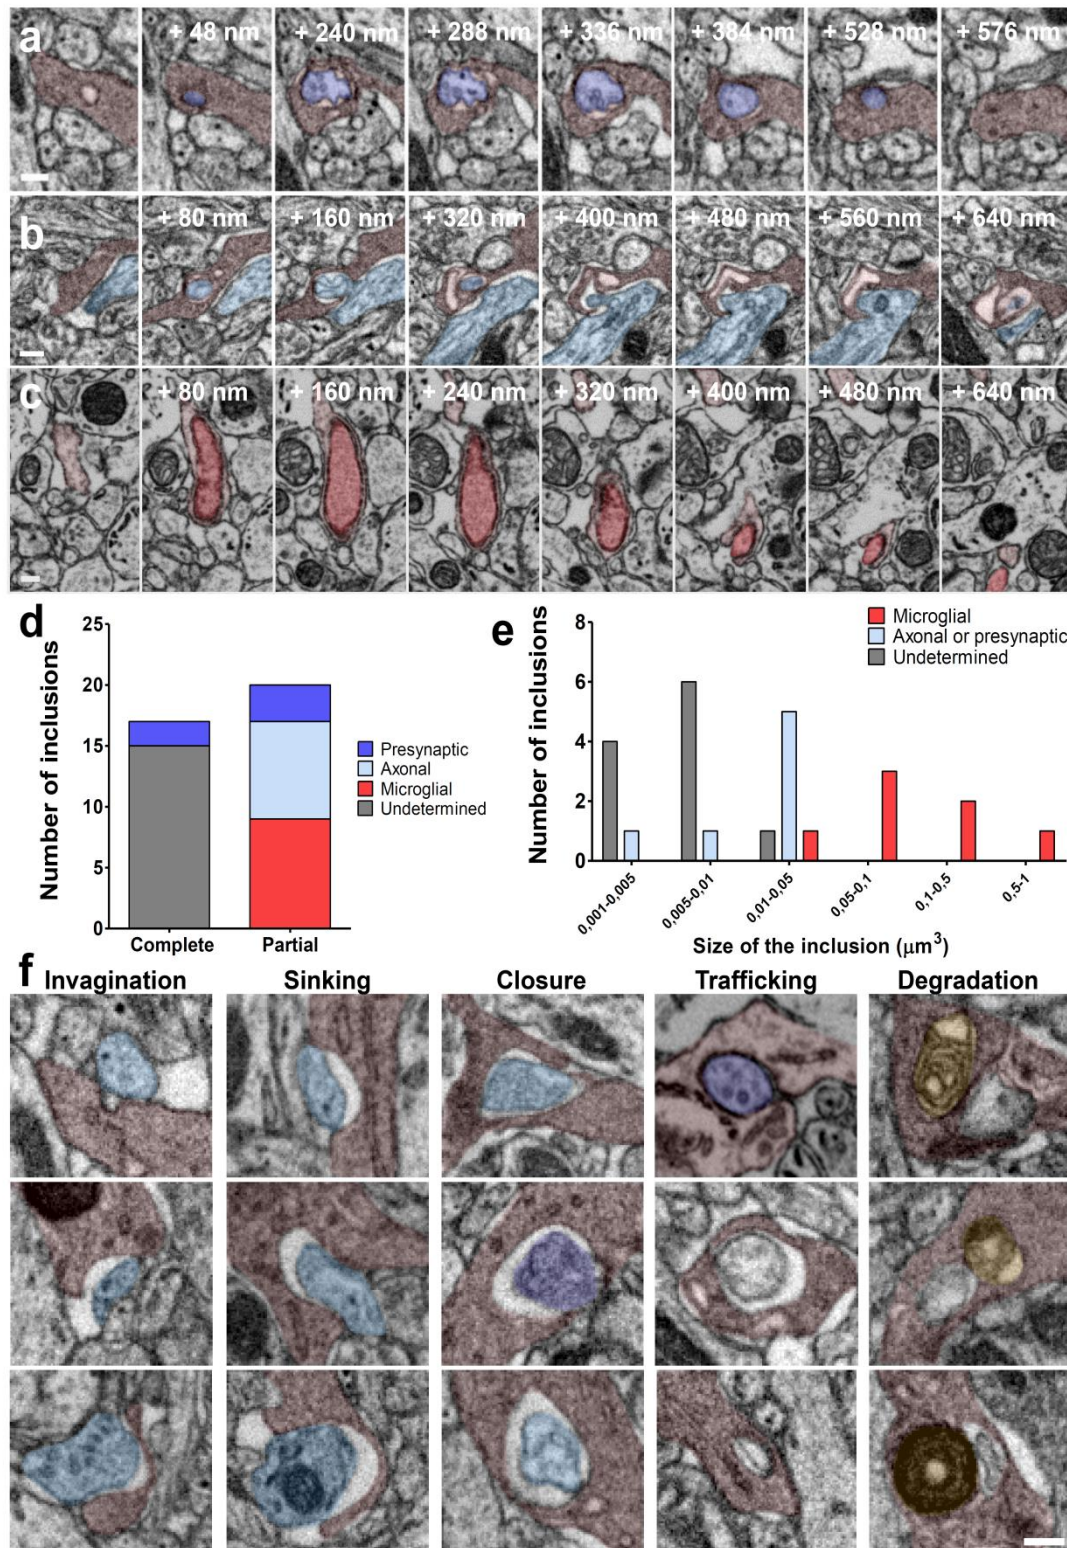 a
+ 48 nm
+ 240 nm
+ 288 nm
+ 336 nm
+ 384 nm
+ 528 nm
+ 576 nm
b
+ 80 nm
+ 160 nm
+ 320 nm
+ 400 nm
+ 480 nm
+ 560 nm
+ 640 nm
c
+ 80 nm
+ 160 nm
+ 240 nm
+ 320 nm
+ 400 nm
+ 480 nm
+ 640 nm
d
Number of inclusions
25
20
15
10
5
0
Complete
Partial
Presynaptic
Axonal
Microglial
Undetermined
e
Number of inclusions
8
6
4
2
0
Microglial
Axonal or presynaptic
Undetermined
0,001-0,005
0,005-0,01
0,01-0,05
0,05-0,1
0,1-0,5
0,5-1
Size of the inclusion (µm³)
f
Invagination
Sinking
Closure
Trafficking
Degradation